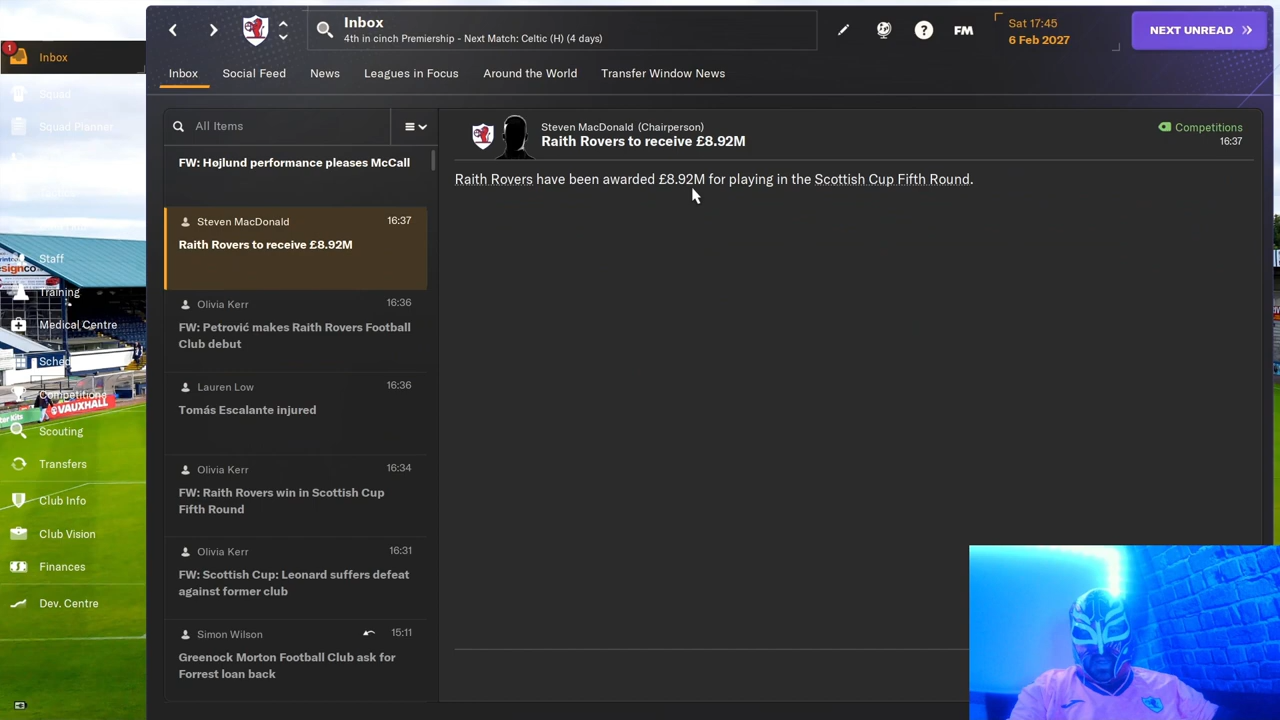 Inbox
4th in cinch Premiership - Next Match: Celtic (H) (4 days)
FM
Sat 17:45
6 Feb 2027
NEXT UNREAD
1
Inbox
Squad
Squad Planner
Staff
Training
Medical Centre
Sched
Competitions
Scouting
Transfers
Club Info
Club Vision
Finances
Dev. Centre
Inbox
Social Feed
News
Leagues in Focus
Around the World
Transfer Window News
All Items
FW: Højlund performance pleases McCall
Steven MacDonald
16:37
Raith Rovers to receive £8.92M
Olivia Kerr
16:36
FW: Petrović makes Raith Rovers Football
Club debut
Lauren Low
16:36
Tomás Escalante injured
Olivia Kerr
16:34
FW: Raith Rovers win in Scottish Cup
Fifth Round
Olivia Kerr
16:31
FW: Scottish Cup: Leonard suffers defeat
against former club
Simon Wilson
15:11
Greenock Morton Football Club ask for
Forrest loan back
Steven MacDonald (Chairperson)
Raith Rovers to receive £8.92M
Competitions
16:37
Raith Rovers have been awarded £8.92M for playing in the Scottish Cup Fifth Round.
VAUXHALL